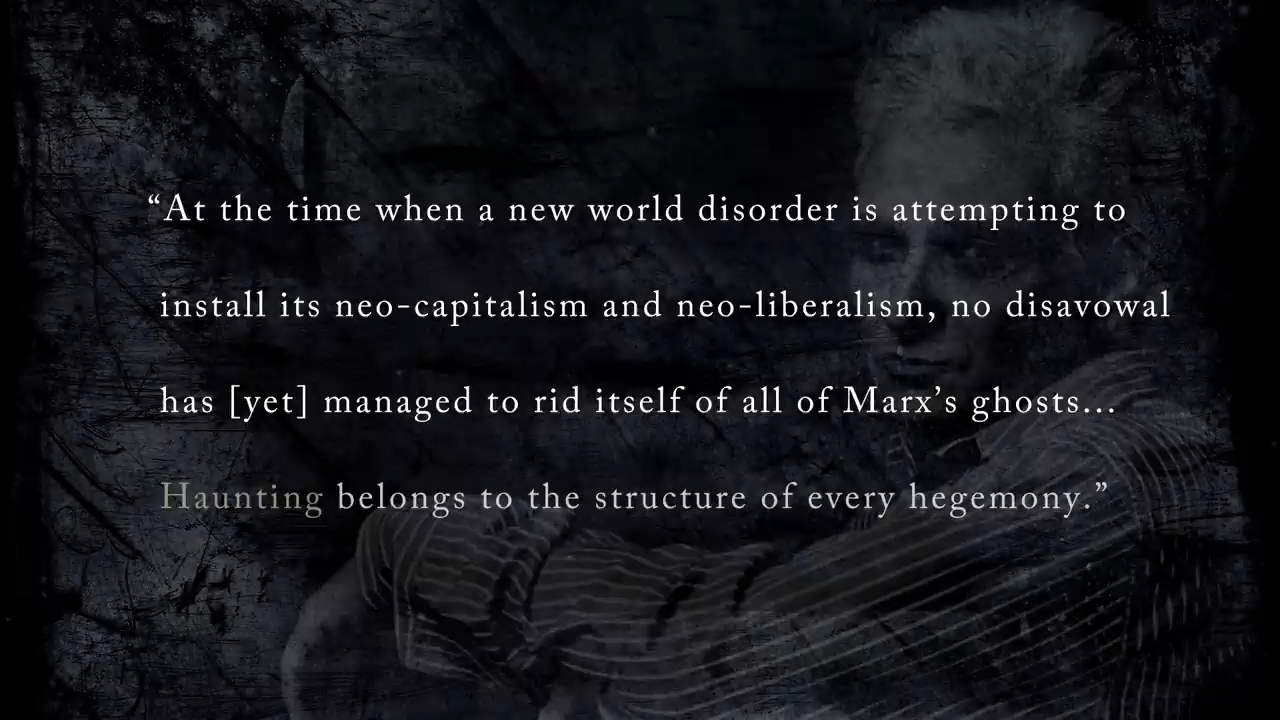 “At the time when a new world disorder is attempting to
install its neo-capitalism and neo-liberalism, no disavowal
has [yet] managed to rid itself of all of Marx’s ghosts...
Haunting belongs to the structure of every hegemony.”